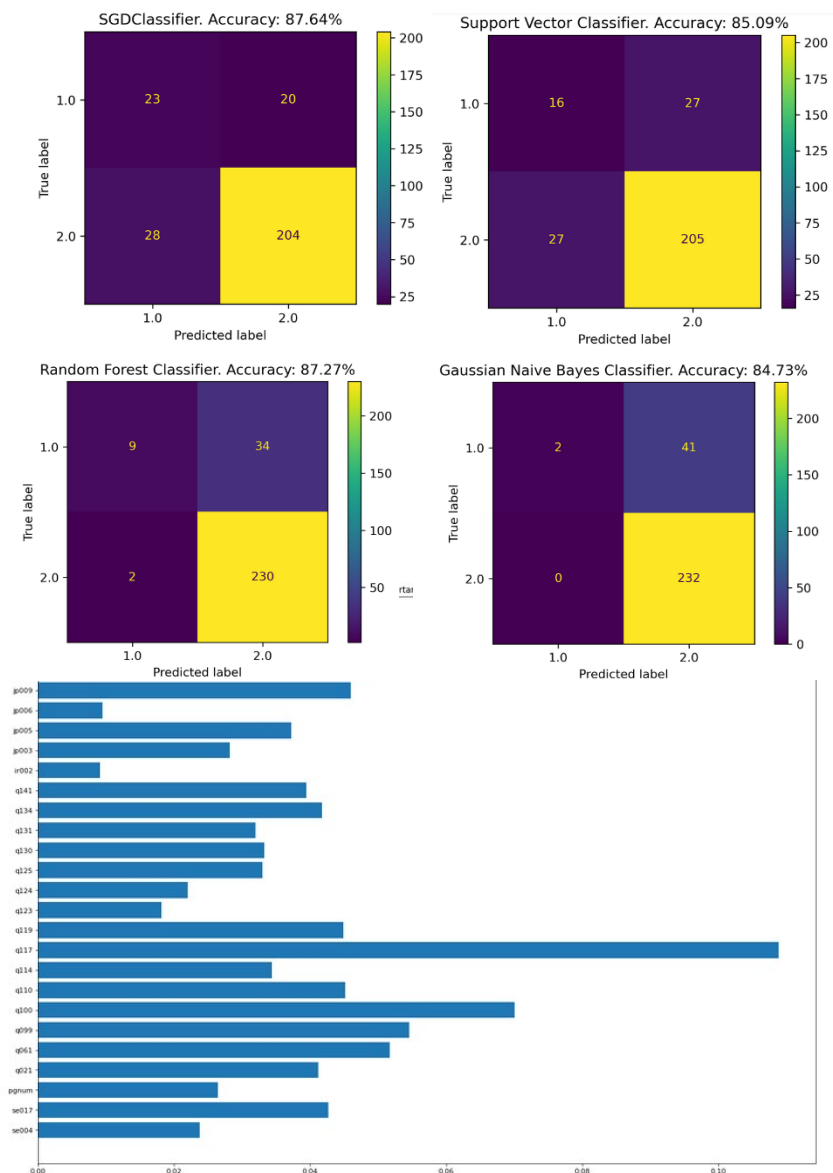 SGDClassifier. Accuracy: 87.64%
200
175
150
125
100
75
50
25
True label
1.0
23
20
2.0
28
204
1.0
2.0
Predicted label
Support Vector Classifier. Accuracy: 85.09%
200
175
150
125
100
75
50
25
True label
1.0
16
27
2.0
27
205
1.0
2.0
Predicted label
Random Forest Classifier. Accuracy: 87.27%
200
150
100
50
True label
1.0
9
34
2.0
2
230
1.0
2.0
Predicted label
rtar
Gaussian Naive Bayes Classifier. Accuracy: 84.73%
200
150
100
50
0
True label
1.0
2
41
2.0
0
232
1.0
2.0
Predicted label
jp009
jp006
jp005
jp003
ir002
q141
q134
q131
q130
q125
q124
q123
q119
q117
q114
q110
q100
q099
q061
q021
pgnum
se017
se004
0.00
0.02
0.04
0.06
0.08
0.10